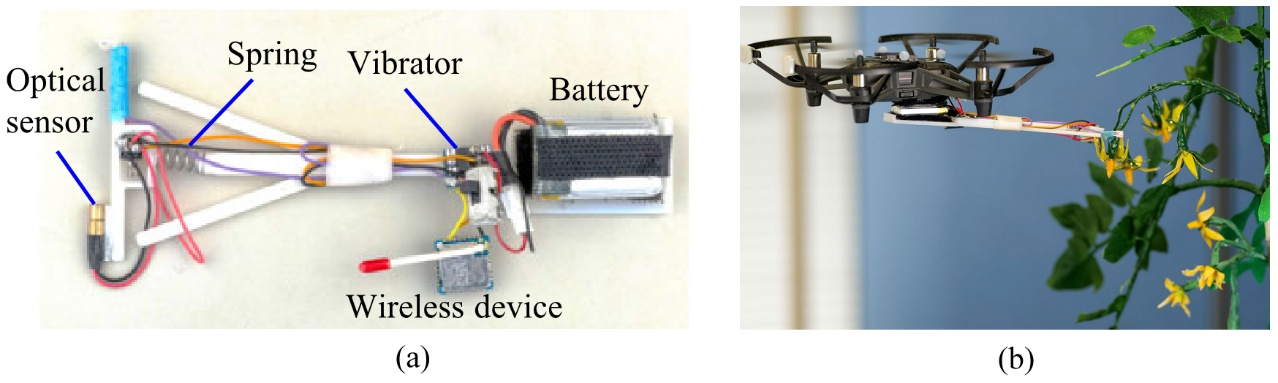 Optical
sensor
Spring
Vibrator
Battery
Wireless device
(a)
(b)